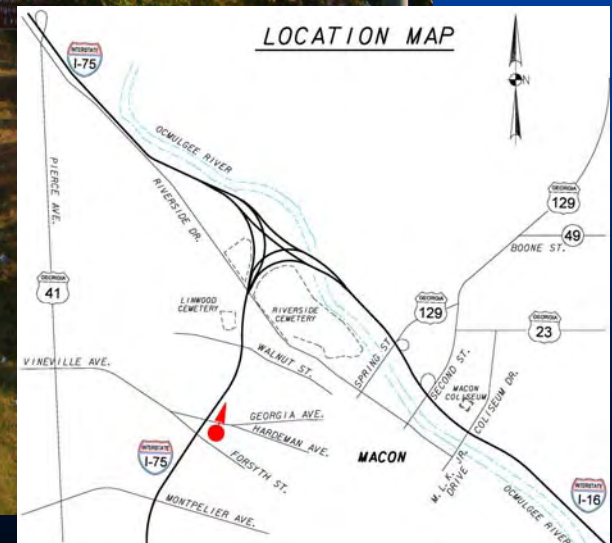 LOCATION MAP
INTERSTATE
I-75
N
OCMULGEE RIVER
PIERCE AVE.
RIVERSIDE DR.
GEORGIA
129
49
BOONE ST.
GEORGIA
41
LINWOOD
CEMETERY
RIVERSIDE
CEMETERY
GEORGIA
129
GEORGIA
23
SPRING ST.
SECOND ST.
WALNUT ST.
VINEVILLE AVE.
MACON
COLISEUM
COLISEUM DR.
GEORGIA AVE.
HARDEMAN AVE.
MACON
M. L. K. JR.
DRIVE
INTERSTATE
I-75
FORSYTH ST.
MONTPELIER AVE.
OCMULGEE RIVER
INTERSTATE
I-16